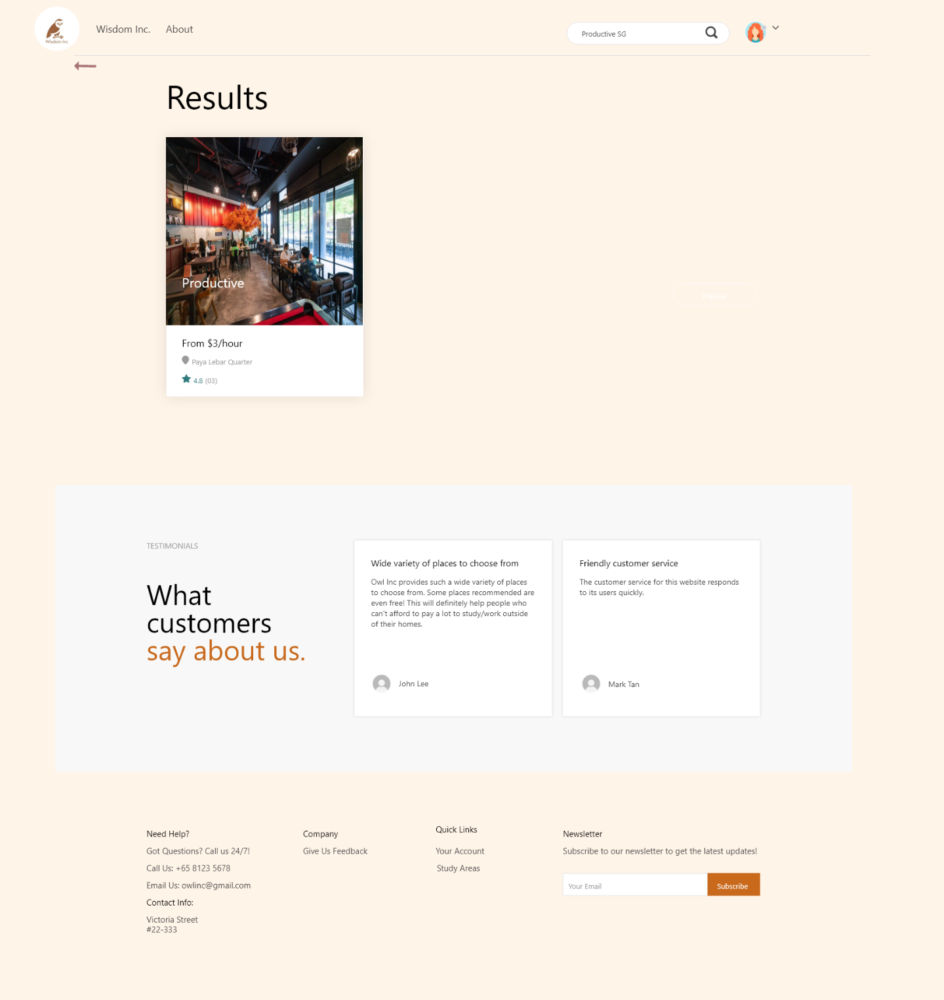 Wisdom Inc
Wisdom Inc.
About
Productive SG
Results
Productive
Popular
From $3/hour
Paya Lebar Quarter
4.8 (03)
TESTIMONIALS
What
customers
say about us.
Wide variety of places to choose from
Owl Inc provides such a wide variety of places
to choose from. Some places recommended are
even free! This will definitely help people who
can't afford to pay a lot to study/work outside
of their homes.
John Lee
Friendly customer service
The customer service for this website responds
to its users quickly.
Mark Tan
Need Help?
Got Questions? Call us 24/7!
Call Us: +65 8123 5678
Email Us: owlinc@gmail.com
Contact Info:
Victoria Street
#22-333
Company
Give Us Feedback
Quick Links
Your Account
Study Areas
Newsletter
Subscribe to our newsletter to get the latest updates!
Your Email
Subscribe